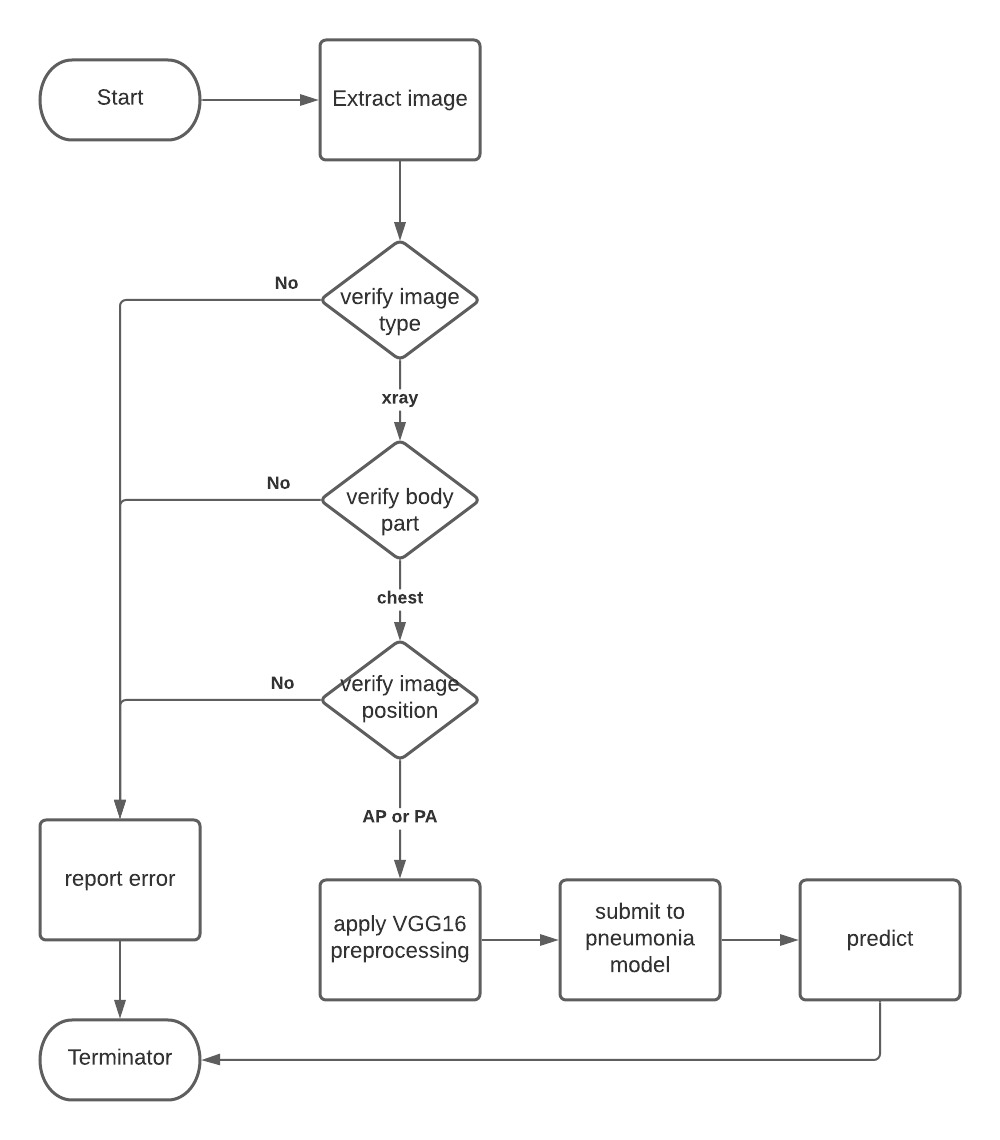 Start
Extract image
No
verify image
type
xray
No
verify body
part
chest
No
verify image
position
AP or PA
report error
apply VGG16
preprocessing
submit to
pneumonia
model
predict
Terminator